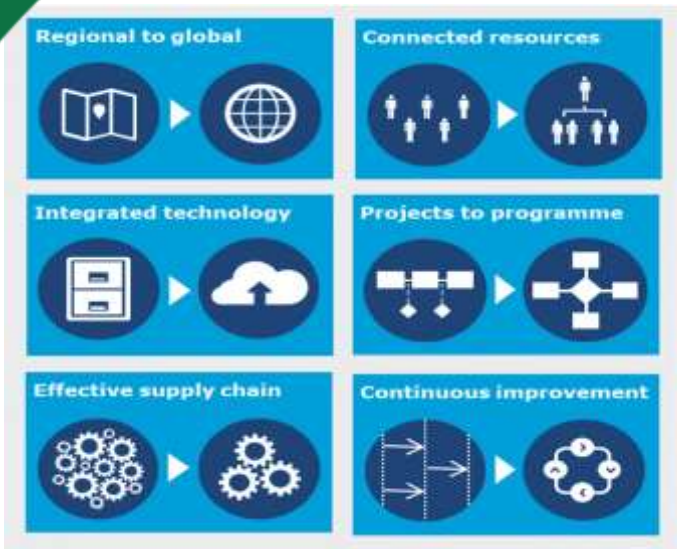 Regional to global
Connected resources
Integrated technology
Projects to programme
Effective supply chain
Continuous improvement